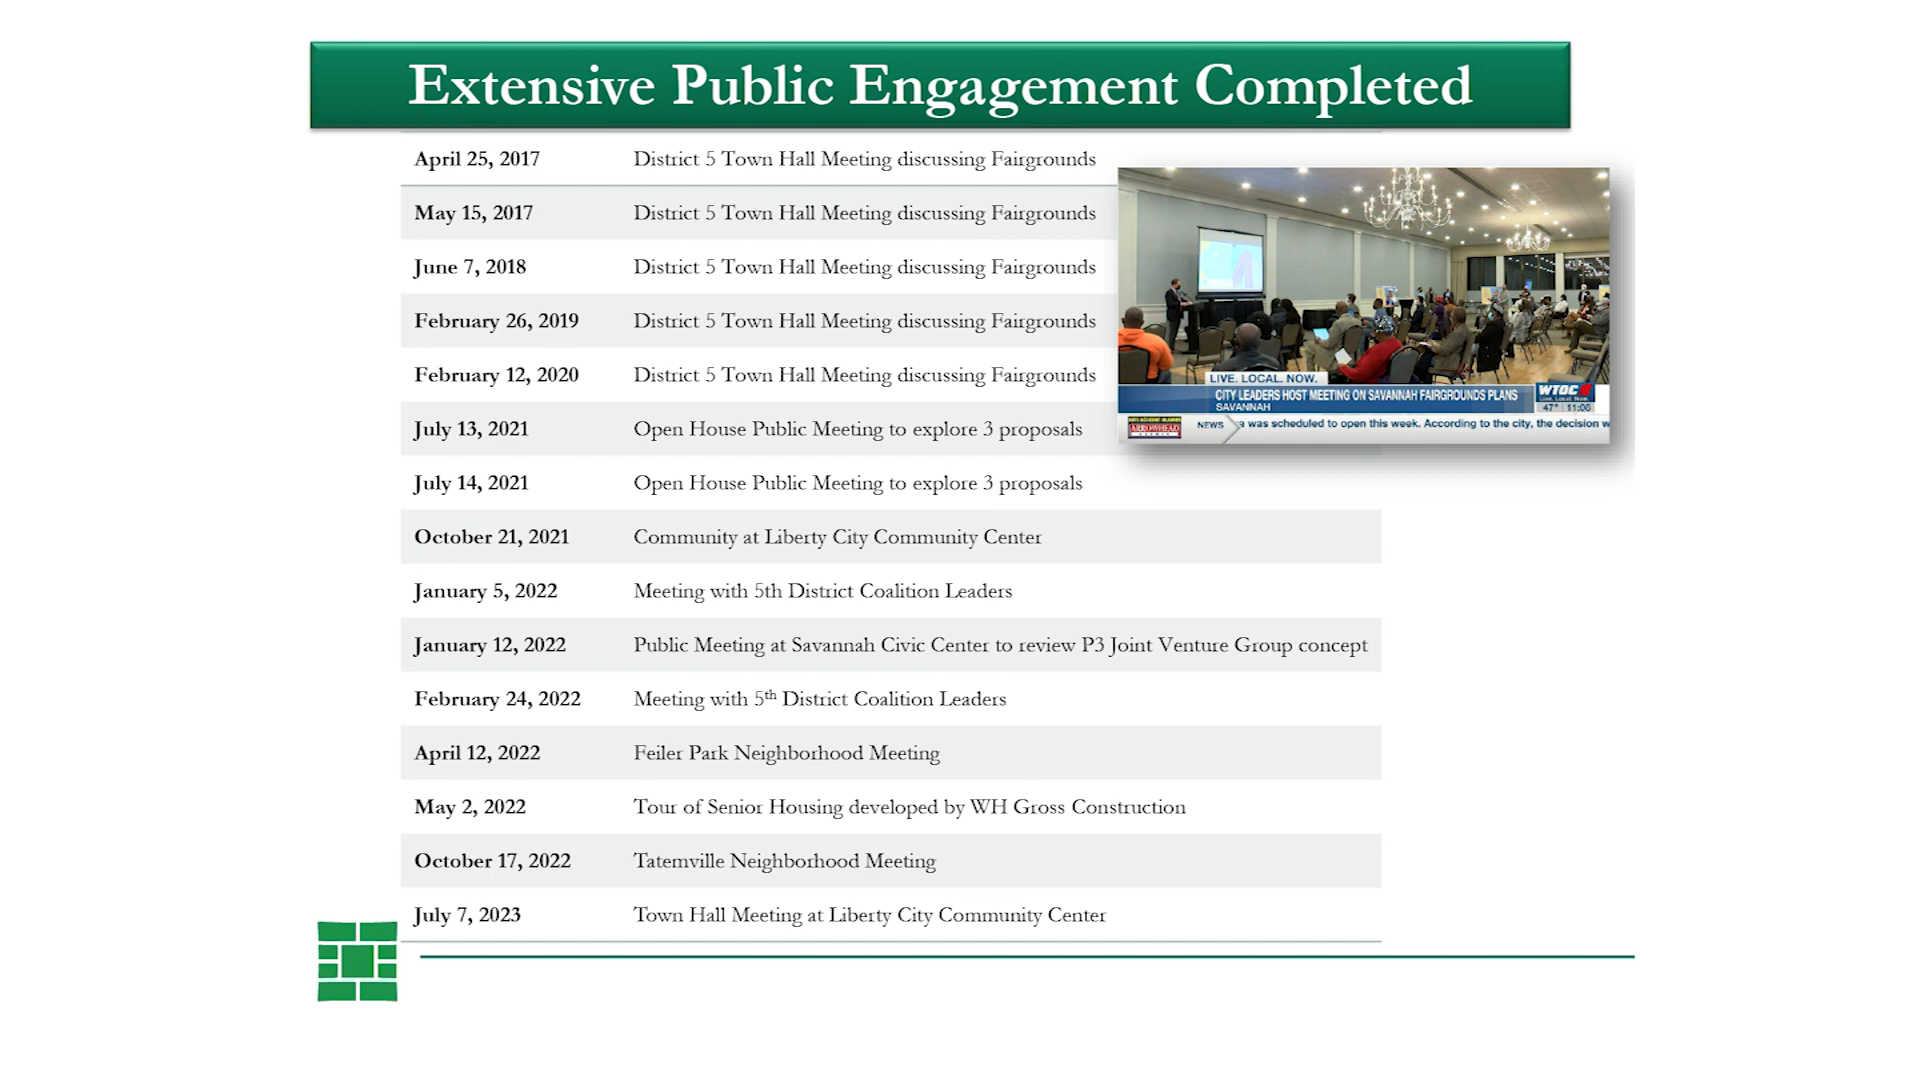 Extensive Public Engagement Completed
April 25, 2017 District 5 Town Hall Meeting discussing Fairgrounds
May 15, 2017 District 5 Town Hall Meeting discussing Fairgrounds
June 7, 2018 District 5 Town Hall Meeting discussing Fairgrounds
February 26, 2019 District 5 Town Hall Meeting discussing Fairgrounds
February 12, 2020 District 5 Town Hall Meeting discussing Fairgrounds
July 13, 2021 Open House Public Meeting to explore 3 proposals
July 14, 2021 Open House Public Meeting to explore 3 proposals
October 21, 2021 Community at Liberty City Community Center
January 5, 2022 Meeting with 5th District Coalition Leaders
January 12, 2022 Public Meeting at Savannah Civic Center to review P3 Joint Venture Group concept
February 24, 2022 Meeting with 5th District Coalition Leaders
April 12, 2022 Feiler Park Neighborhood Meeting
May 2, 2022 Tour of Senior Housing developed by WH Gross Construction
October 17, 2022 Tatemville Neighborhood Meeting
July 7, 2023 Town Hall Meeting at Liberty City Community Center
LIVE. LOCAL. NOW.
CITY LEADERS HOST MEETING ON SAVANNAH FAIRGROUNDS PLANS
SAVANNAH
WTOC
Live. Local. Now.
47° 11:06
ARROWHEAD
NEWS a was scheduled to open this week. According to the city, the decision w